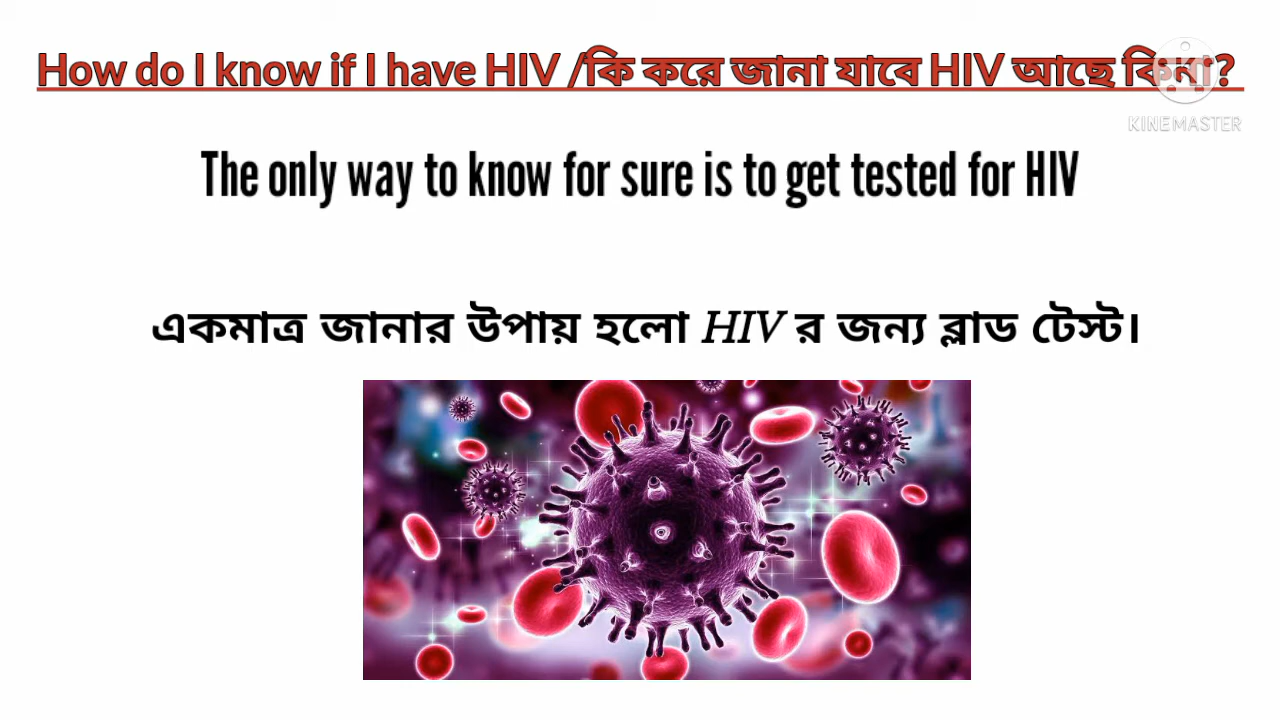 How do I know if I have HIV /কি করে জানা যাবে HIV আছে কিনা?
KINEMASTER
The only way to know for sure is to get tested for HIV
একমাত্র জানার উপায় হলো HIV র জন্য ব্লাড টেস্ট।